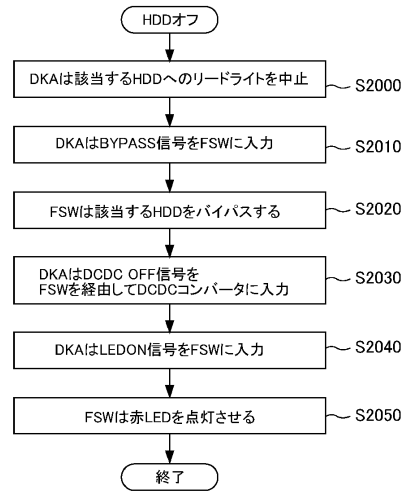 HDDオフ
DKAは該当するHDDへのリードライトを中止
S2000
DKAはBYPASS信号をFSWに入力
S2010
FSWは該当するHDDをバイパスする
S2020
DKAはDCDC OFF信号を
FSWを経由してDCDCコンバータに入力
S2030
DKAはLEDON信号をFSWに入力
S2040
FSWは赤LEDを点灯させる
S2050
終了